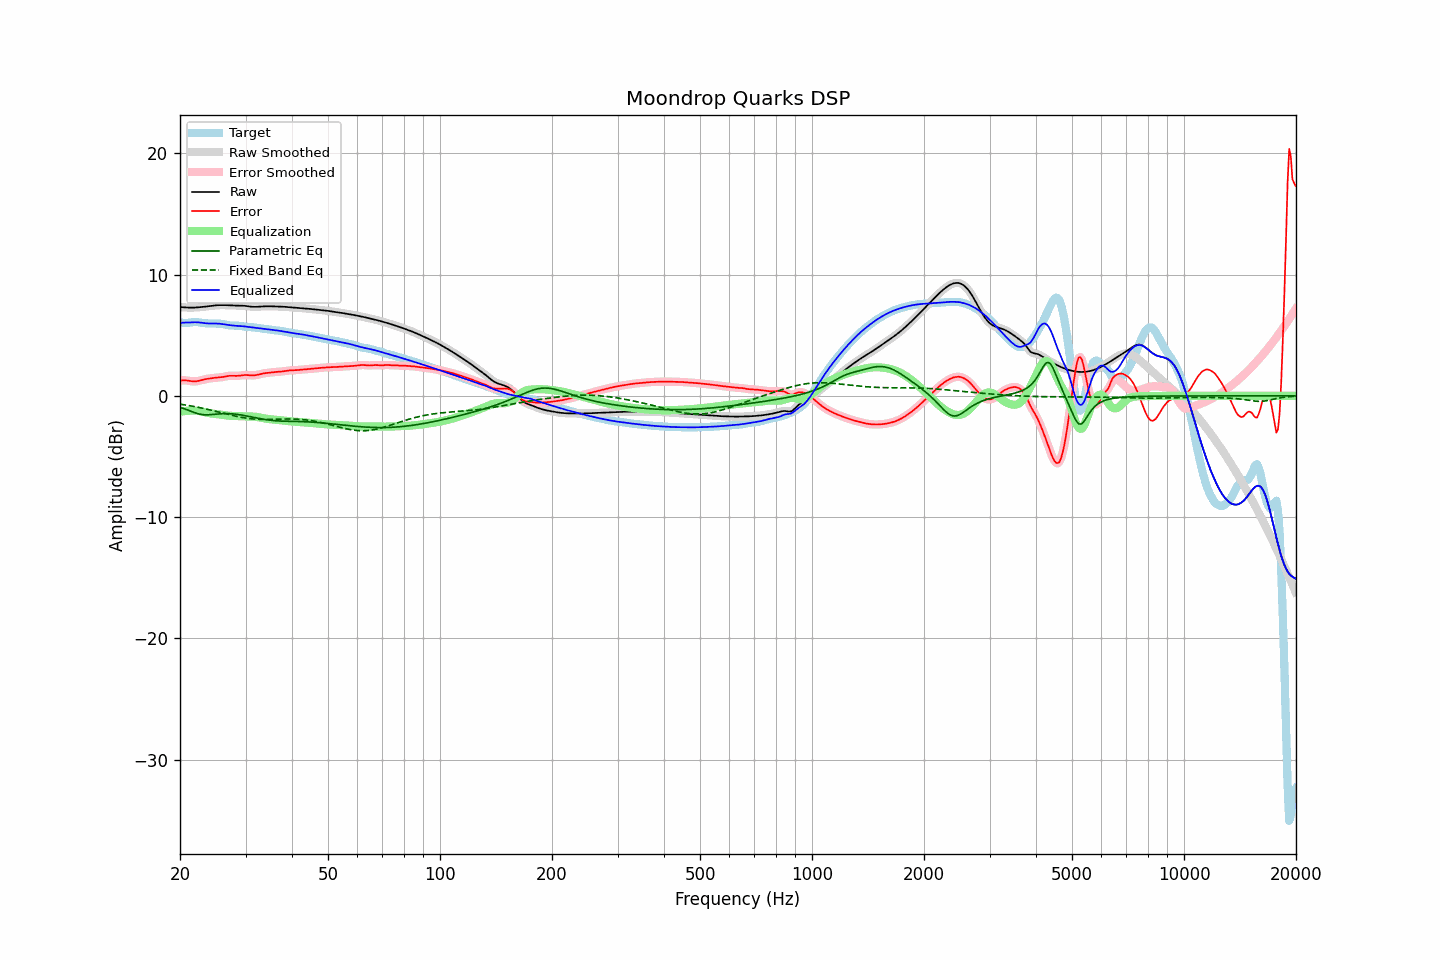 Moondrop Quarks DSP
Target
Raw Smoothed
Error Smoothed
Raw
Error
Equalization
Parametric Eq
Fixed Band Eq
Equalized
20
10
0
−10
−20
−30
Amplitude (dBr)
20
50
100
200
500
1000
2000
5000
10000
20000
Frequency (Hz)